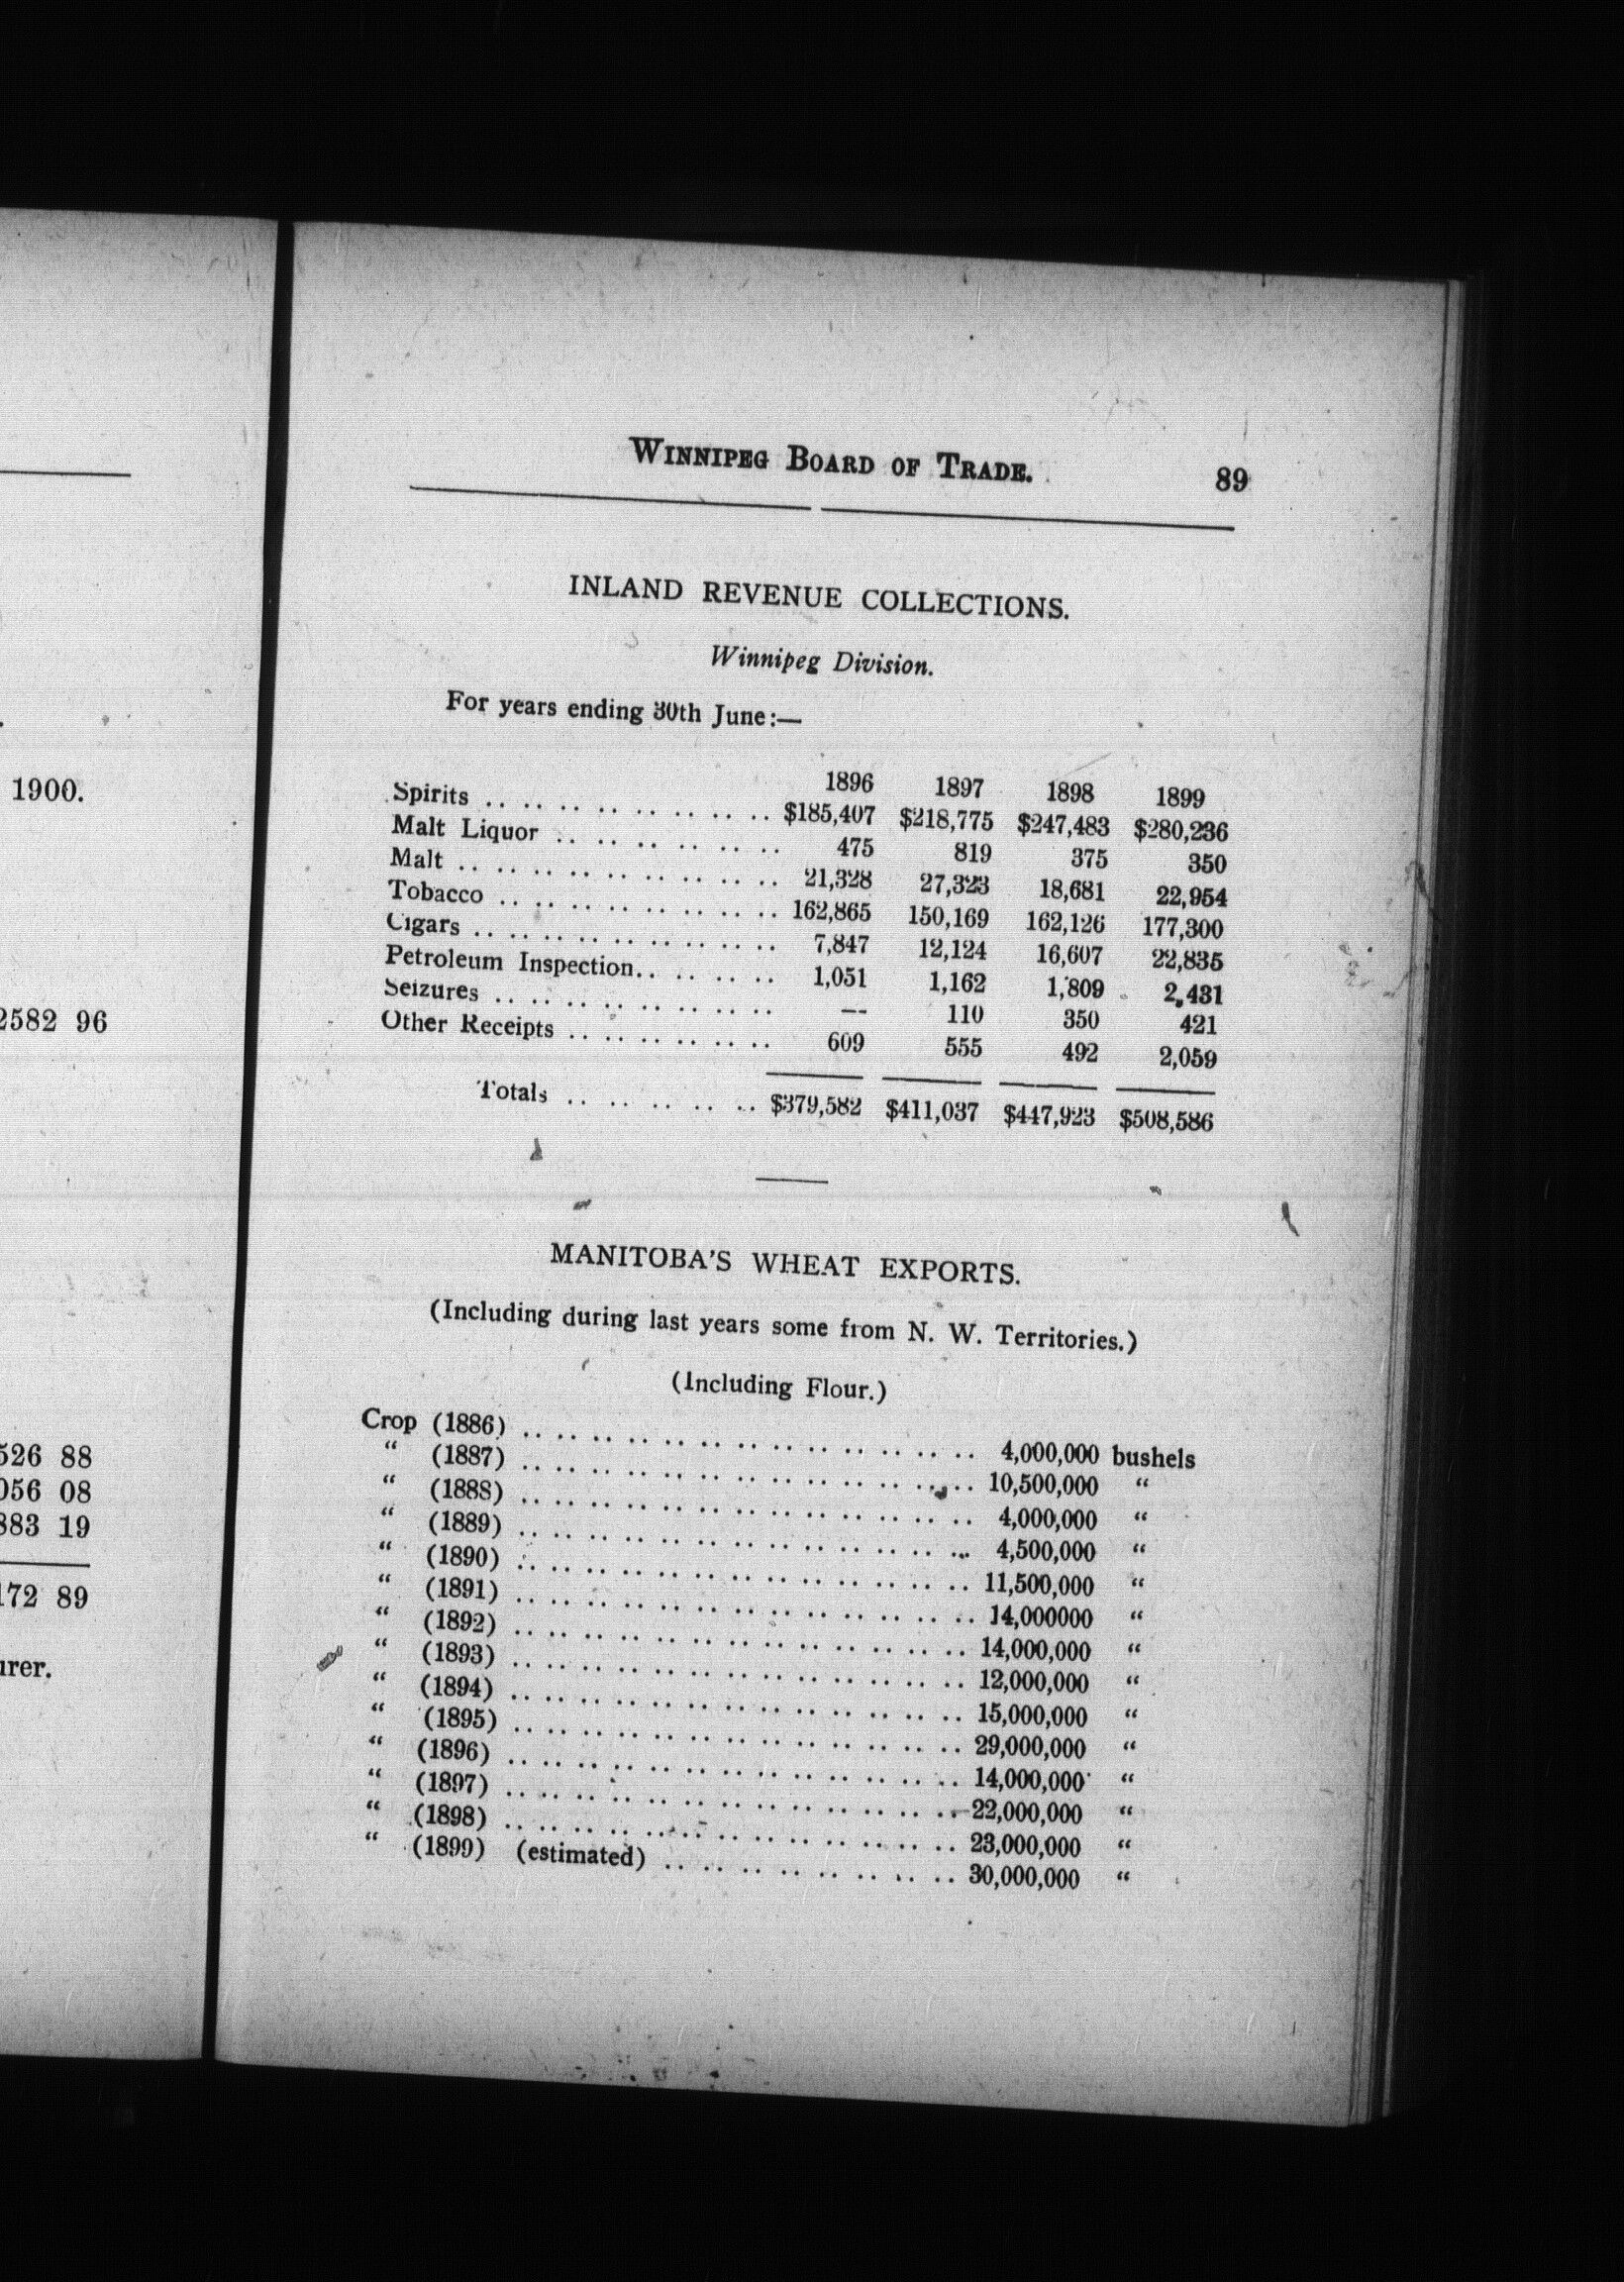 1900.
2582 96
526 88
056 08
383 19
172 89
urer.
WINNIPEG BOARD OF TRADE. 89
INLAND REVENUE COLLECTIONS.
Winnipeg Division.
For years ending 30th June:—
1896 1897 1898 1899
Spirits .. .. .. .. .. .. .. .. $185,407 $218,775 $247,483 $280,236
Malt Liquor .. .. .. .. .. .. 475 819 375 350
Malt .. .. .. .. .. .. .. .. .. 21,328 27,323 18,681 22,954
Tobacco .. .. .. .. .. .. .. .. 162,865 150,169 162,126 177,300
Cigars .. .. .. .. .. .. .. .. .. 7,847 12,124 16,607 22,835
Petroleum Inspection.. .. .. .. 1,051 1,162 1,809 2,431
Seizures .. .. .. .. .. .. .. .. — 110 350 421
Other Receipts .. .. .. .. .. .. 609 555 492 2,059
Totals .. .. .. .. .. $379,582 $411,037 $447,923 $508,586
MANITOBA'S WHEAT EXPORTS.
(Including during last years some from N. W. Territories.)
(Including Flour.)
Crop (1886) .. .. .. .. .. .. .. .. .. .. .. .. .. 4,000,000 bushels
“ (1887) .. .. .. .. .. .. .. .. .. .. .. .. .. 10,500,000 “
“ (1888) .. .. .. .. .. .. .. .. .. .. .. .. .. 4,000,000 “
“ (1889) .. .. .. .. .. .. .. .. .. .. .. .. .. 4,500,000 “
“ (1890) .. .. .. .. .. .. .. .. .. .. .. .. .. 11,500,000 “
“ (1891) .. .. .. .. .. .. .. .. .. .. .. .. .. 14,000000 “
“ (1892) .. .. .. .. .. .. .. .. .. .. .. .. .. 14,000,000 “
“ (1893) .. .. .. .. .. .. .. .. .. .. .. .. .. 12,000,000 “
“ (1894) .. .. .. .. .. .. .. .. .. .. .. .. .. 15,000,000 “
“ (1895) .. .. .. .. .. .. .. .. .. .. .. .. .. 29,000,000 “
“ (1896) .. .. .. .. .. .. .. .. .. .. .. .. .. 14,000,000 “
“ (1897) .. .. .. .. .. .. .. .. .. .. .. .. .. 22,000,000 “
“ (1898) .. .. .. .. .. .. .. .. .. .. .. .. .. 23,000,000 “
“ (1899) (estimated) .. .. .. .. .. .. .. .. 30,000,000 “